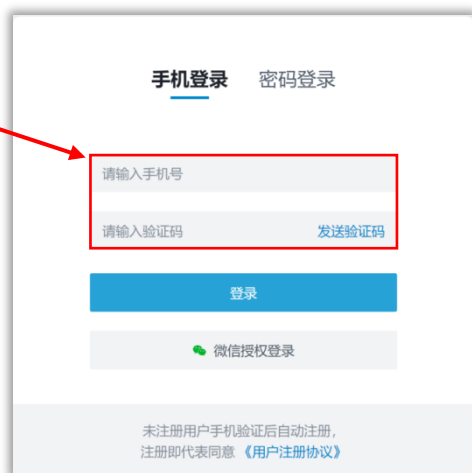 手机登录 密码登录
请输入手机号
请输入验证码 发送验证码
登录
微信授权登录
未注册用户手机验证后自动注册，
注册即代表同意《用户注册协议》